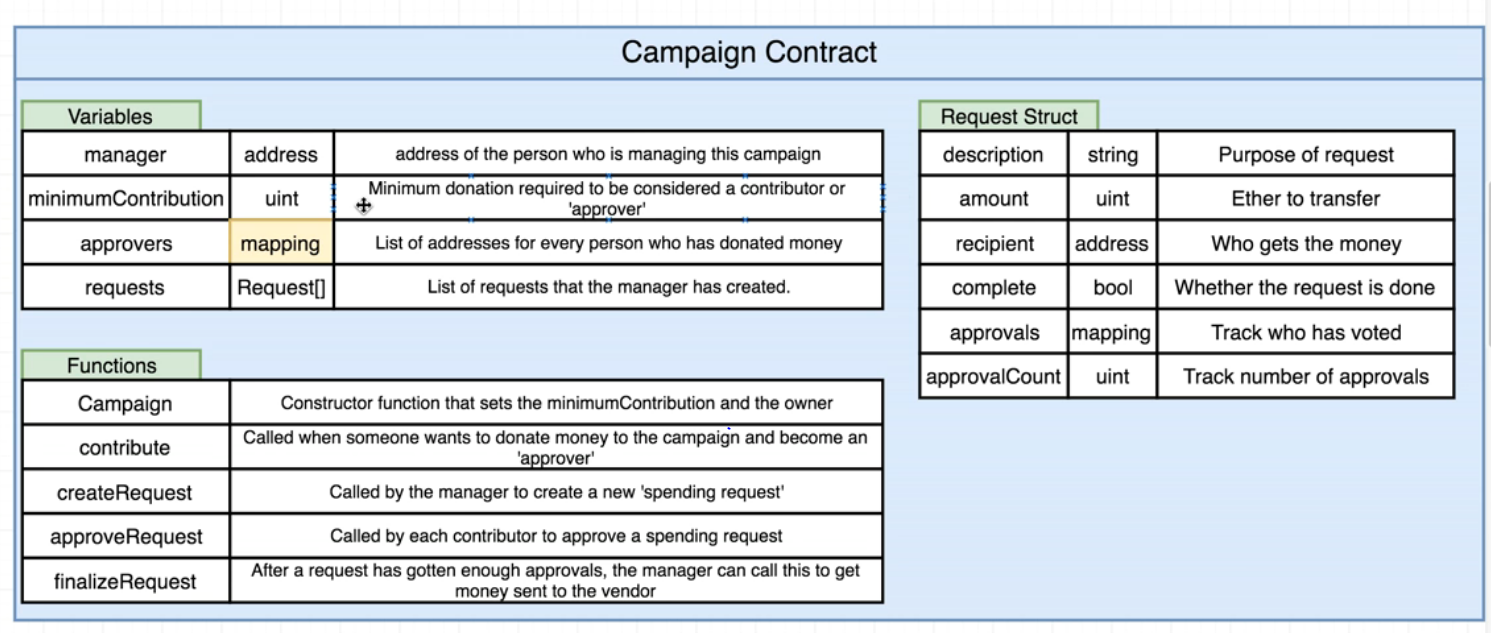 Campaign Contract
Variables
manager address address of the person who is managing this campaign
minimumContribution uint Minimum donation required to be considered a contributor or
'approver'
approvers mapping List of addresses for every person who has donated money
requests Request[] List of requests that the manager has created.
Functions
Campaign Constructor function that sets the minimumContribution and the owner
contribute Called when someone wants to donate money to the campaign and become an
'approver'
createRequest Called by the manager to create a new 'spending request'
approveRequest Called by each contributor to approve a spending request
finalizeRequest After a request has gotten enough approvals, the manager can call this to get
money sent to the vendor
Request Struct
description string Purpose of request
amount uint Ether to transfer
recipient address Who gets the money
complete bool Whether the request is done
approvals mapping Track who has voted
approvalCount uint Track number of approvals